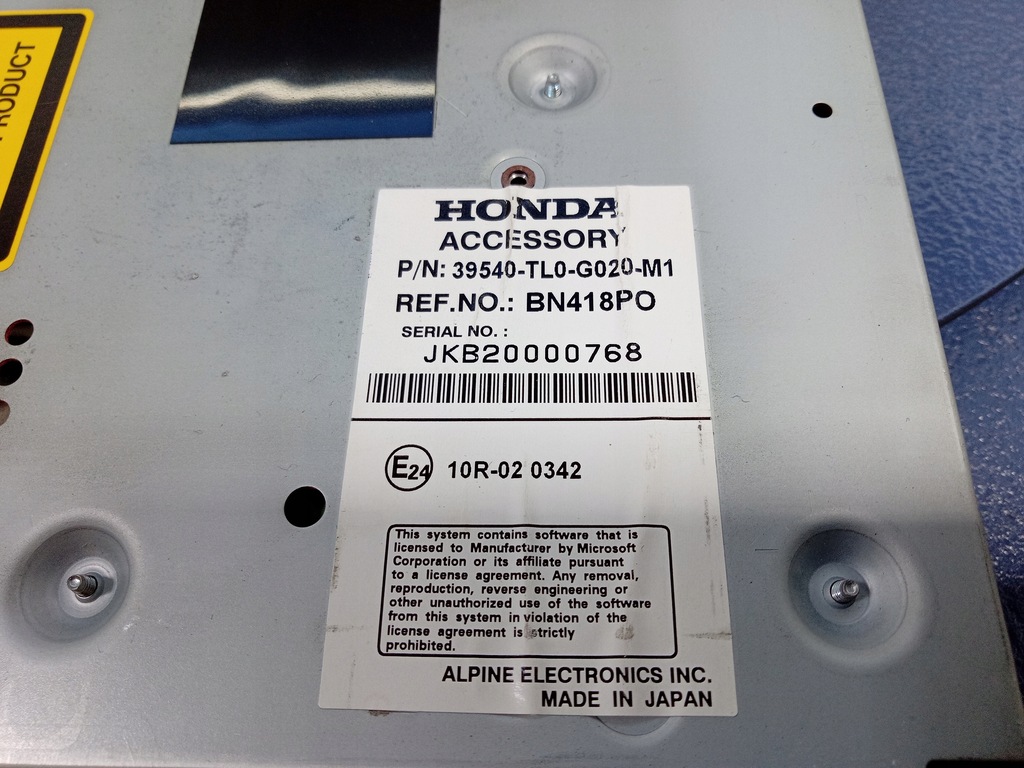 PRODUCT
HONDA
ACCESSORY
P/N: 39540-TL0-G020-M1
REF.NO.: BN418PO
SERIAL NO. :
JKB20000768
E24 10R-02 0342
This system contains software that is
licensed to Manufacturer by Microsoft
Corporation or its affiliate pursuant
to a license agreement. Any removal,
reproduction, reverse engineering or
other unauthorized use of the software
from this system in violation of the
license agreement is strictly
prohibited.
ALPINE ELECTRONICS INC.
MADE IN JAPAN